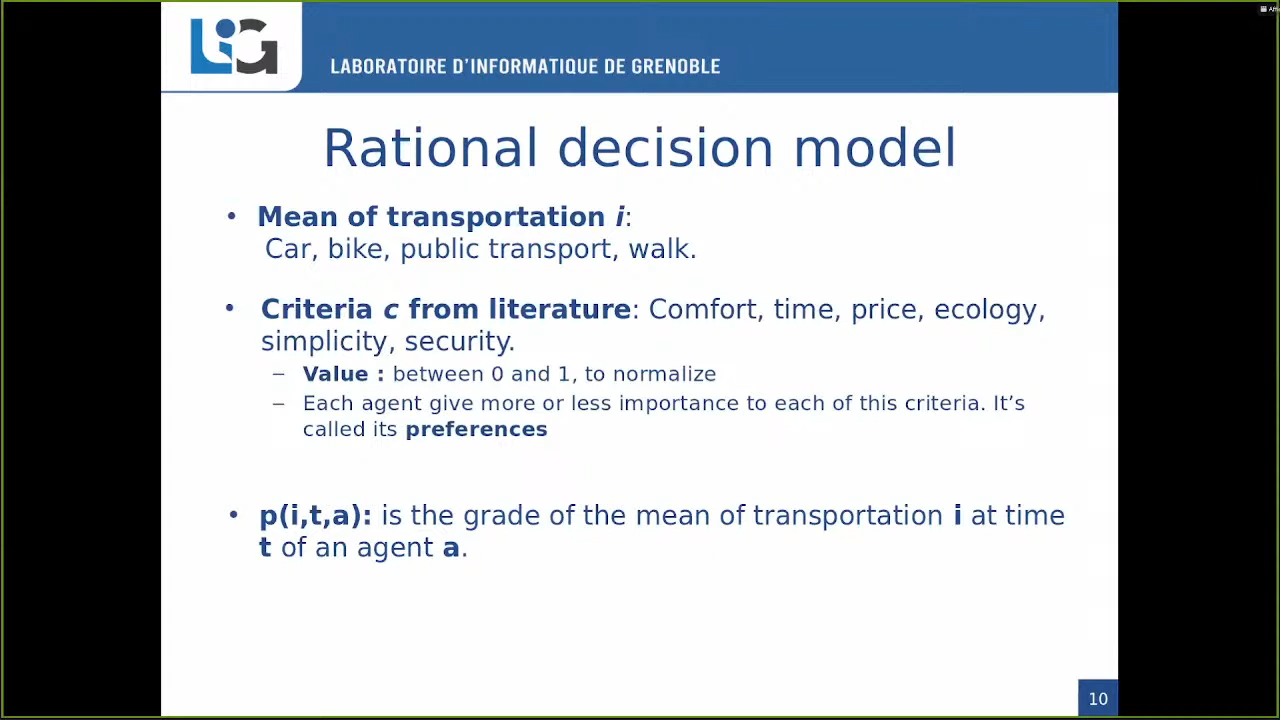 LIG
LABORATOIRE D'INFORMATIQUE DE GRENOBLE
Rational decision model
• Mean of transportation i:
Car, bike, public transport, walk.
• Criteria c from literature: Comfort, time, price, ecology,
simplicity, security.
– Value : between 0 and 1, to normalize
– Each agent give more or less importance to each of this criteria. It's
called its preferences
• p(i,t,a): is the grade of the mean of transportation i at time
t of an agent a.
10